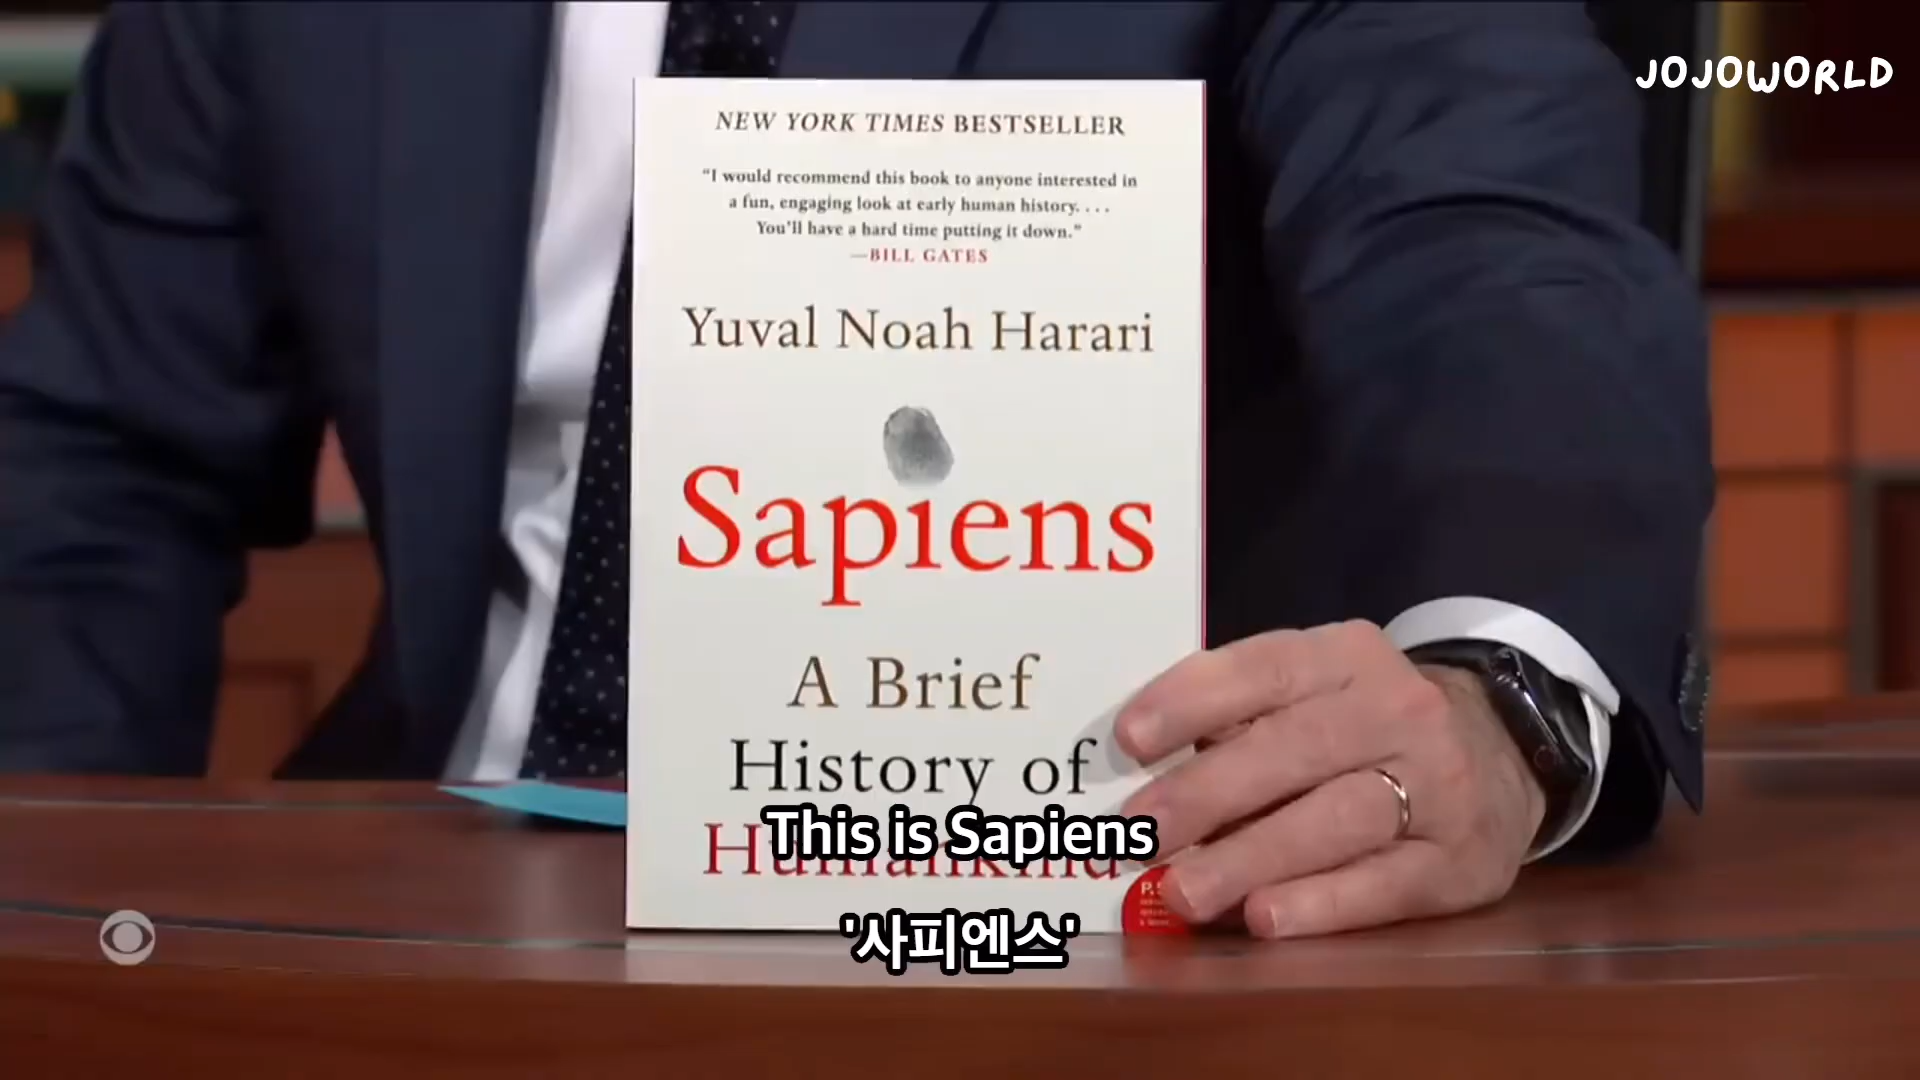 JOJOWORLD
NEW YORK TIMES BESTSELLER
“I would recommend this book to anyone interested in
a fun, engaging look at early human history. . . .
You’ll have a hard time putting it down.”
—BILL GATES
Yuval Noah Harari
Sapiens
A Brief
History of
Humankind
This is Sapiens
'사피엔스'